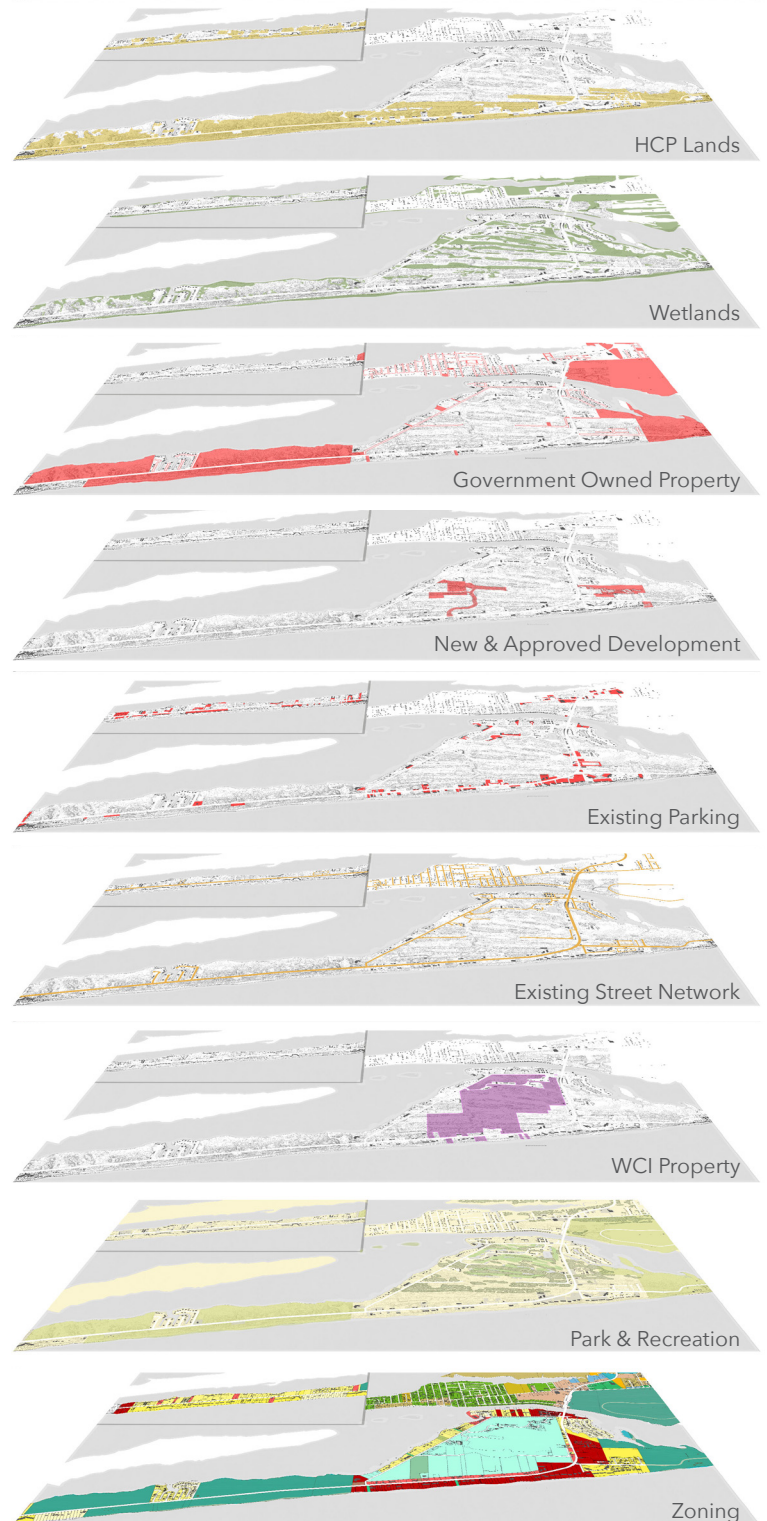 HCP Lands
Wetlands
Government Owned Property
New & Approved Development
Existing Parking
Existing Street Network
WCI Property
Park & Recreation
Zoning